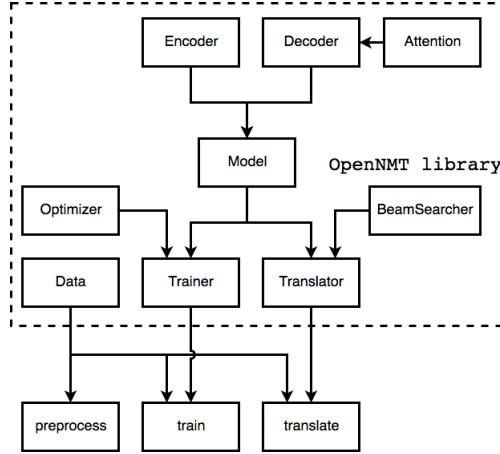 Encoder
Decoder
Attention
Model
OpenNMT library
Optimizer
BeamSearcher
Data
Trainer
Translator
preprocess
train
translate